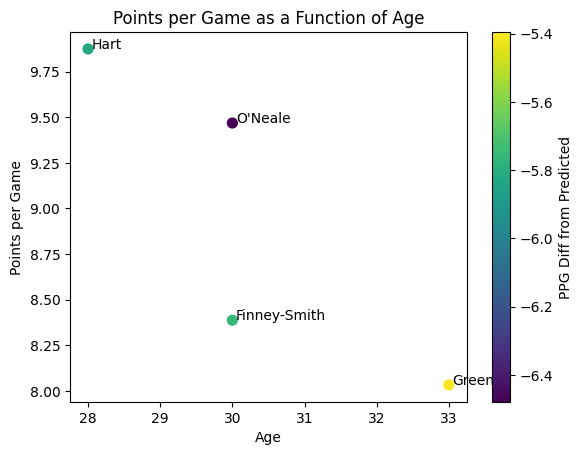 Points per Game as a Function of Age
Hart
O'Neale
Finney-Smith
Green
9.75
9.50
9.25
9.00
8.75
8.50
8.25
8.00
Points per Game
28
29
30
31
32
33
Age
−5.4
−5.6
−5.8
−6.0
−6.2
−6.4
PPG Diff from Predicted